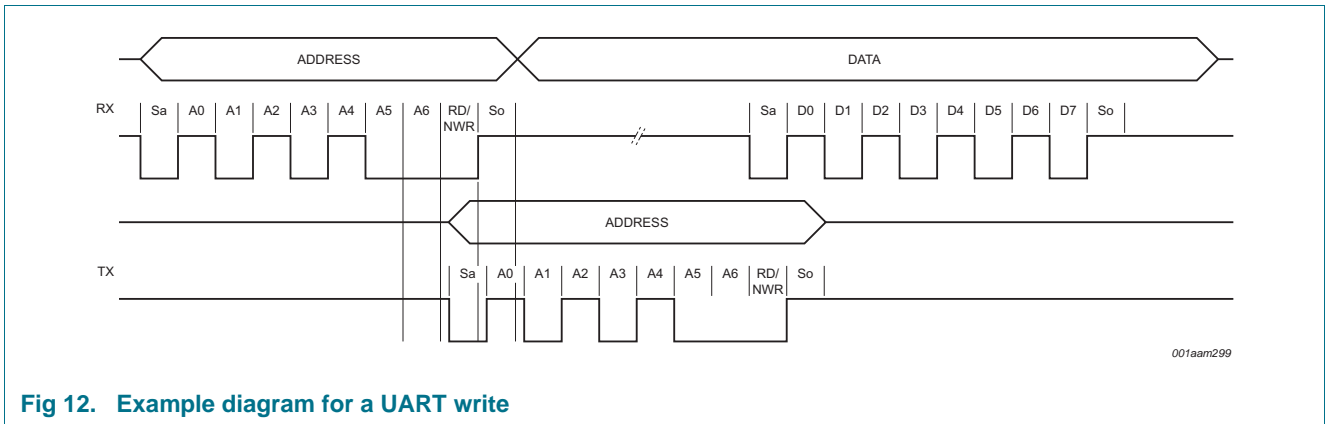 ADDRESS DATA
RX Sa A0 A1 A2 A3 A4 A5 A6 RD/ So Sa D0 D1 D2 D3 D4 D5 D6 D7 So
NWR
ADDRESS
TX Sa A0 A1 A2 A3 A4 A5 A6 RD/ So
NWR
001aam299
Fig 12. Example diagram for a UART write